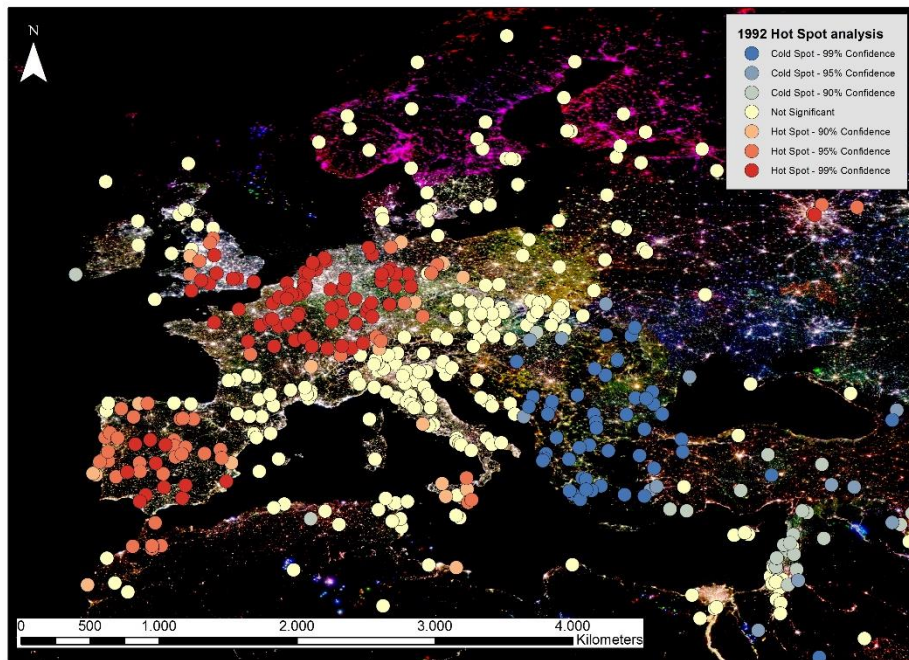 N
1992 Hot Spot analysis
Cold Spot - 99% Confidence
Cold Spot - 95% Confidence
Cold Spot - 90% Confidence
Not Significant
Hot Spot - 90% Confidence
Hot Spot - 95% Confidence
Hot Spot - 99% Confidence
0 500 1.000 2.000 3.000 4.000
Kilometers